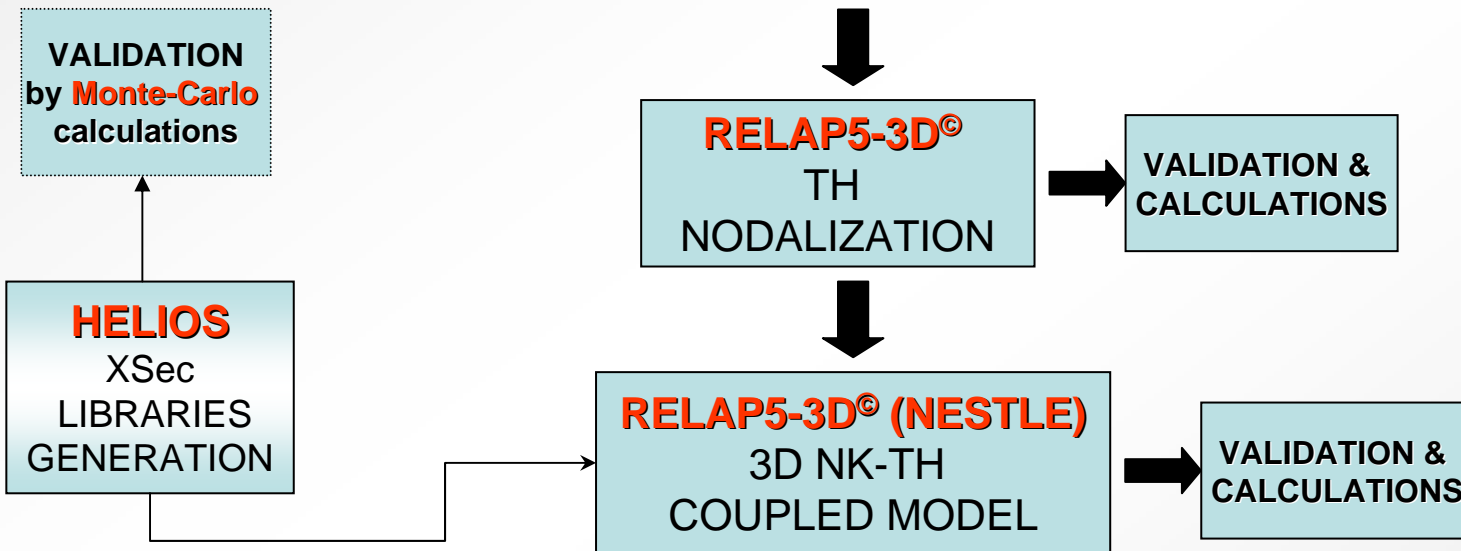 VALIDATION
by Monte-Carlo
calculations
RELAP5-3D©
TH
NODALIZATION
VALIDATION &
CALCULATIONS
HELIOS
XSec
LIBRARIES
GENERATION
RELAP5-3D© (NESTLE)
3D NK-TH
COUPLED MODEL
VALIDATION &
CALCULATIONS